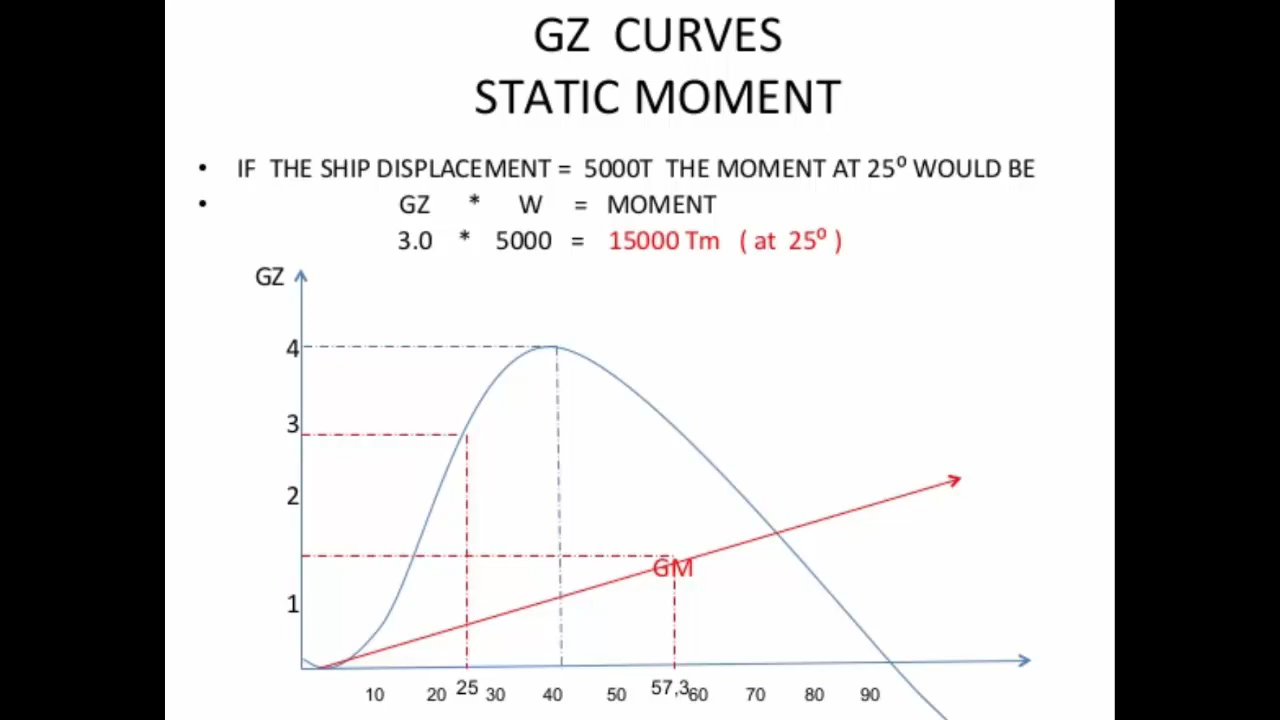 GZ CURVES
STATIC MOMENT
• IF THE SHIP DISPLACEMENT = 5000T THE MOMENT AT 25⁰ WOULD BE
• GZ * W = MOMENT
3.0 * 5000 = 15000 Tm ( at 25⁰ )
GZ
4
3
2
1
GM
10 20 25 30 40 50 57,3 60 70 80 90